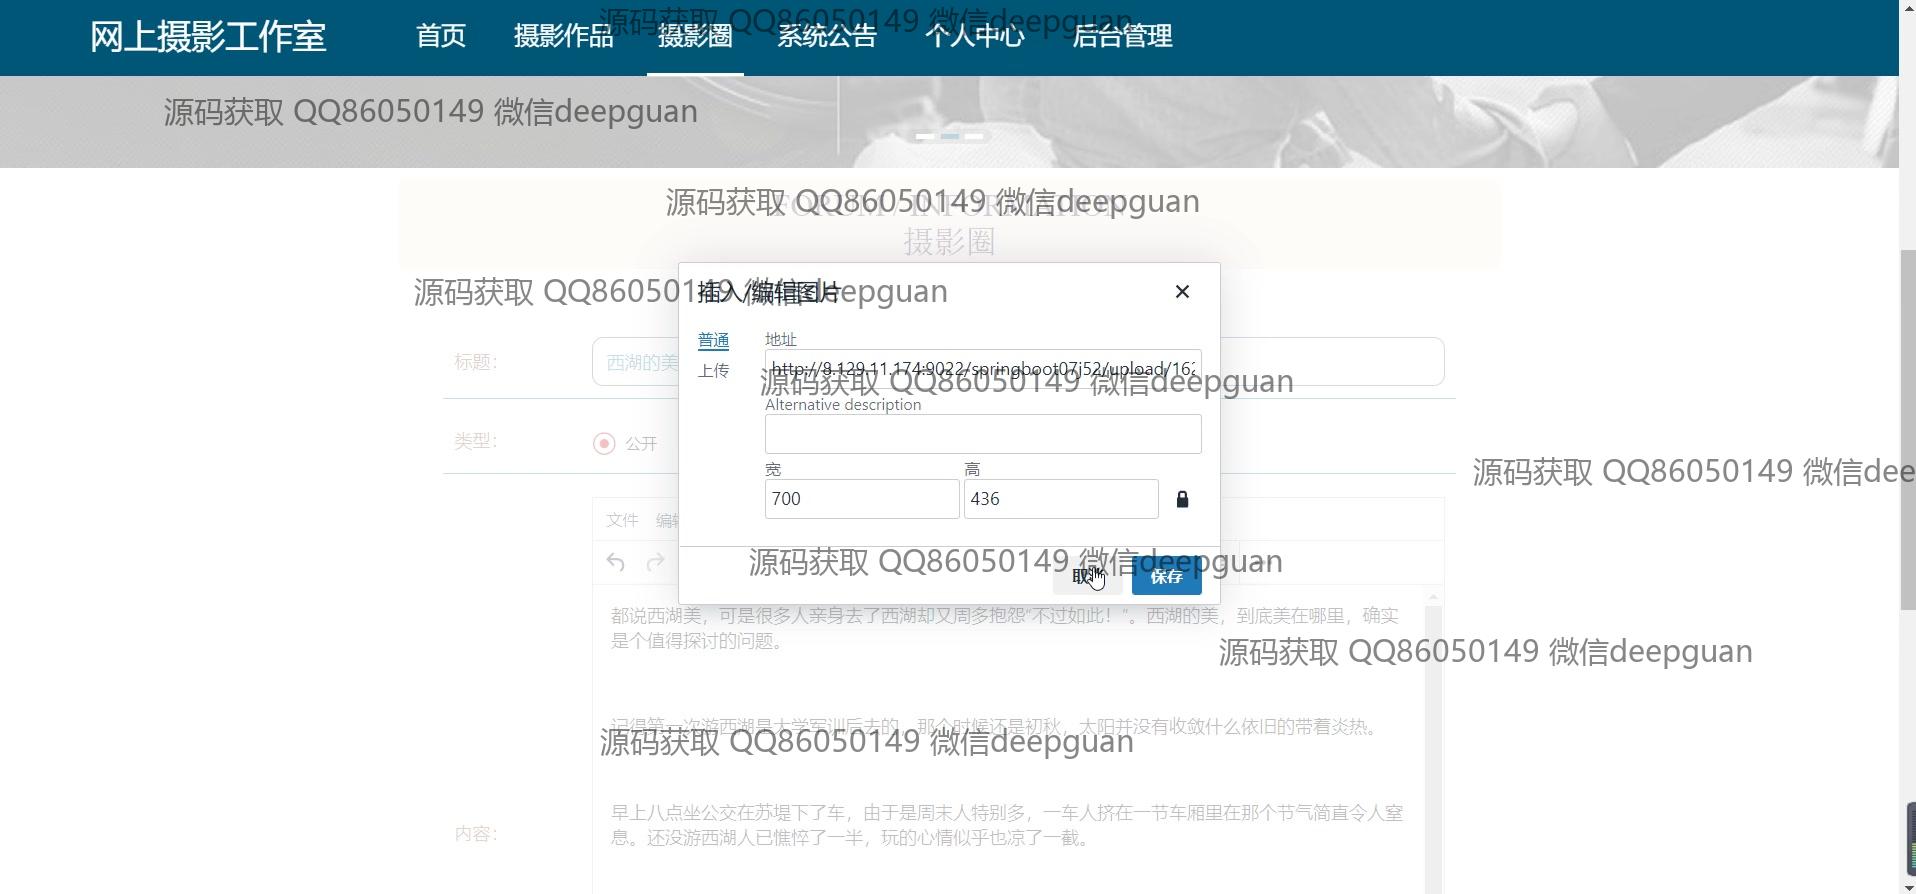 网上摄影工作室 首页 摄影作品 摄影圈 系统公告 个人中心 后台管理
源码获取 QQ86050149 微信deepguan
源码获取 QQ86050149 微信deepguan
FORUM / INFORMATION
源码获取 QQ86050149 微信deepguan
摄影圈
插入/编辑图片
源码获取 QQ86050149 微信deepguan
普通 地址
标题： 西湖的美
上传 http://8.129.11.174:9022/springboot07j52/upload/162
源码获取 QQ86050149 微信deepguan
Alternative description
类型： 公开
宽 高
源码获取 QQ86050149 微信dee
700 436
文件 编辑
源码获取 QQ86050149 微信deepguan
取消 保存
都说西湖美，可是很多人亲身去了西湖却又周多抱怨“不过如此！”。西湖的美，到底美在哪里，确实
是个值得探讨的问题。
源码获取 QQ86050149 微信deepguan
记得第一次游西湖是大学军训后去的，那个时候还是初秋，太阳并没有收敛什么依旧的带着炎热。
源码获取 QQ86050149 微信deepguan
早上八点坐公交在苏堤下了车，由于是周末人特别多，一车人挤在一节车厢里在那个节气简直令人窒
内容：
息。还没游西湖人已憔悴了一半，玩的心情似乎也凉了一截。